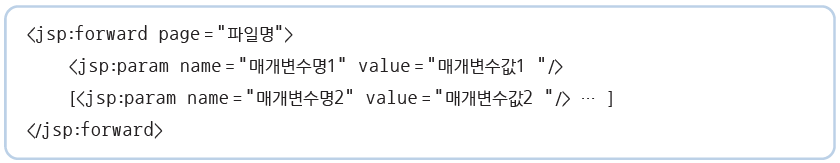 <jsp:forward page="파일명">
<jsp:param name="매개변수명1" value="매개변수값1 "/>
[<jsp:param name="매개변수명2" value="매개변수값2 "/> … ]
</jsp:forward>